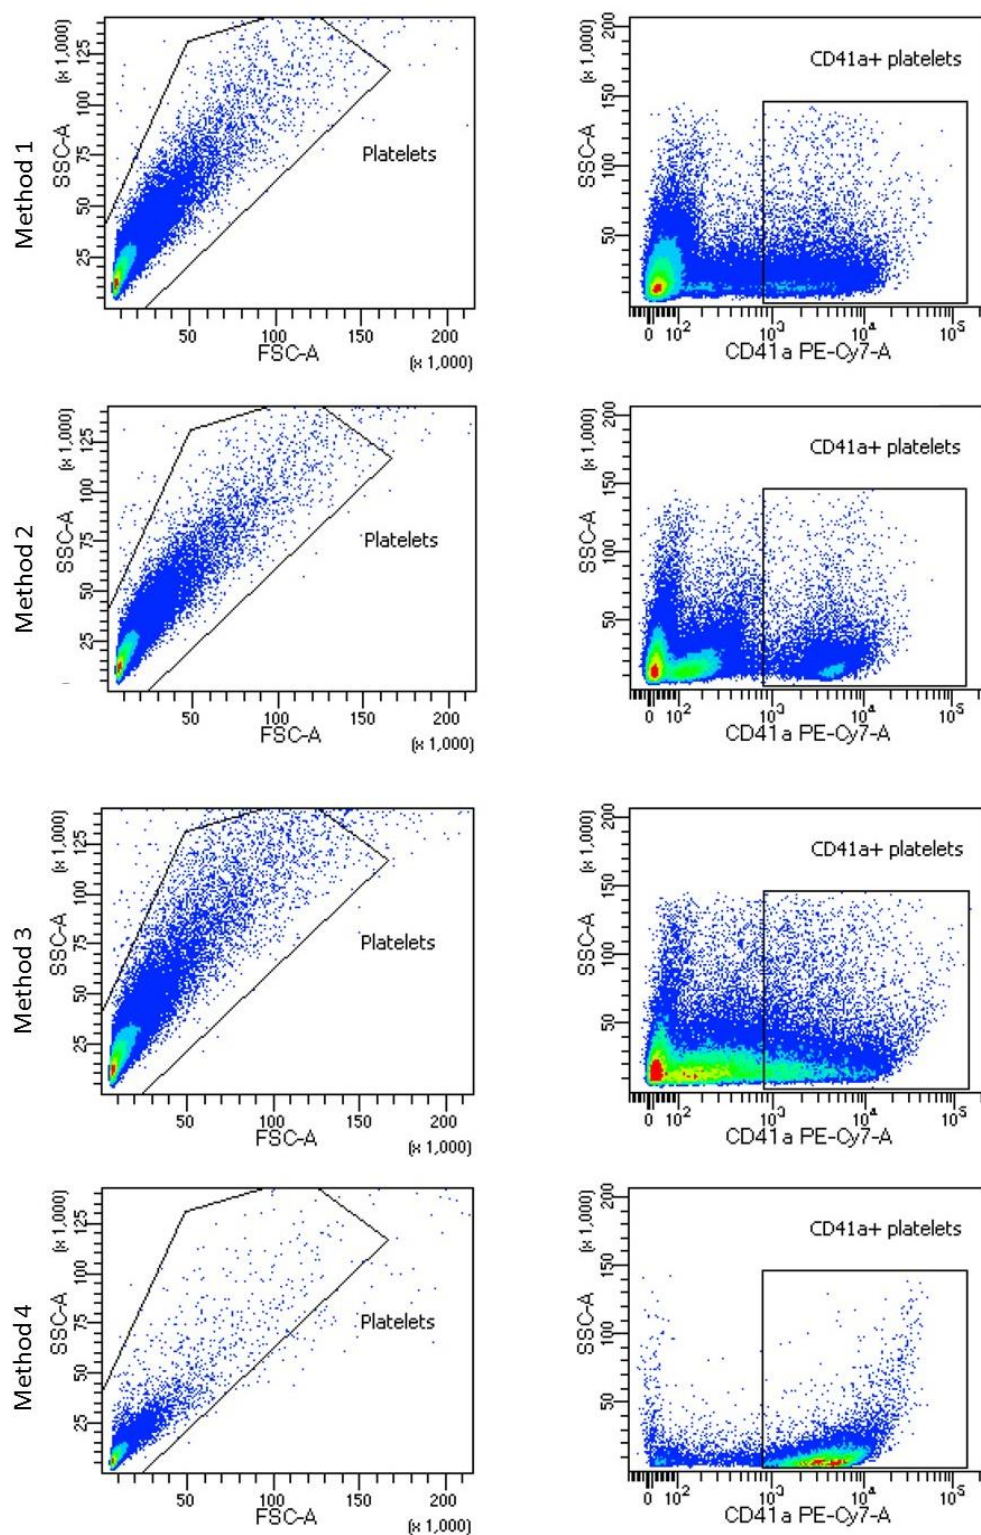 Method 1
SSC-A
(x 1,000)
25 50 75 100 125
Platelets
50 100 150 200
FSC-A
(x 1,000)
SSC-A
(x 1,000)
50 100 150 200
CD41a+ platelets
0 10² 10³ 10⁴ 10⁵
CD41a PE-Cy7-A
Method 2
SSC-A
(x 1,000)
25 50 75 100 125
Platelets
50 100 150 200
FSC-A
(x 1,000)
SSC-A
(x 1,000)
50 100 150 200
CD41a+ platelets
0 10² 10³ 10⁴ 10⁵
CD41a PE-Cy7-A
Method 3
SSC-A
(x 1,000)
25 50 75 100 125
Platelets
50 100 150 200
FSC-A
(x 1,000)
SSC-A
(x 1,000)
50 100 150 200
CD41a+ platelets
0 10² 10³ 10⁴ 10⁵
CD41a PE-Cy7-A
Method 4
SSC-A
(x 1,000)
25 50 75 100 125
Platelets
50 100 150 200
FSC-A
(x 1,000)
SSC-A
(x 1,000)
50 100 150 200
CD41a+ platelets
0 10² 10³ 10⁴ 10⁵
CD41a PE-Cy7-A